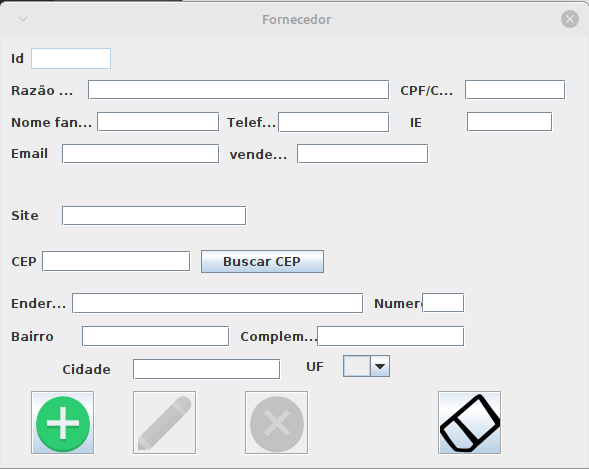 Fornecedor
Id
Razão ... CPF/C...
Nome fan... Telef... IE
Email vende...
Site
CEP Buscar CEP
Ender... Numero
Bairro Complem...
Cidade UF